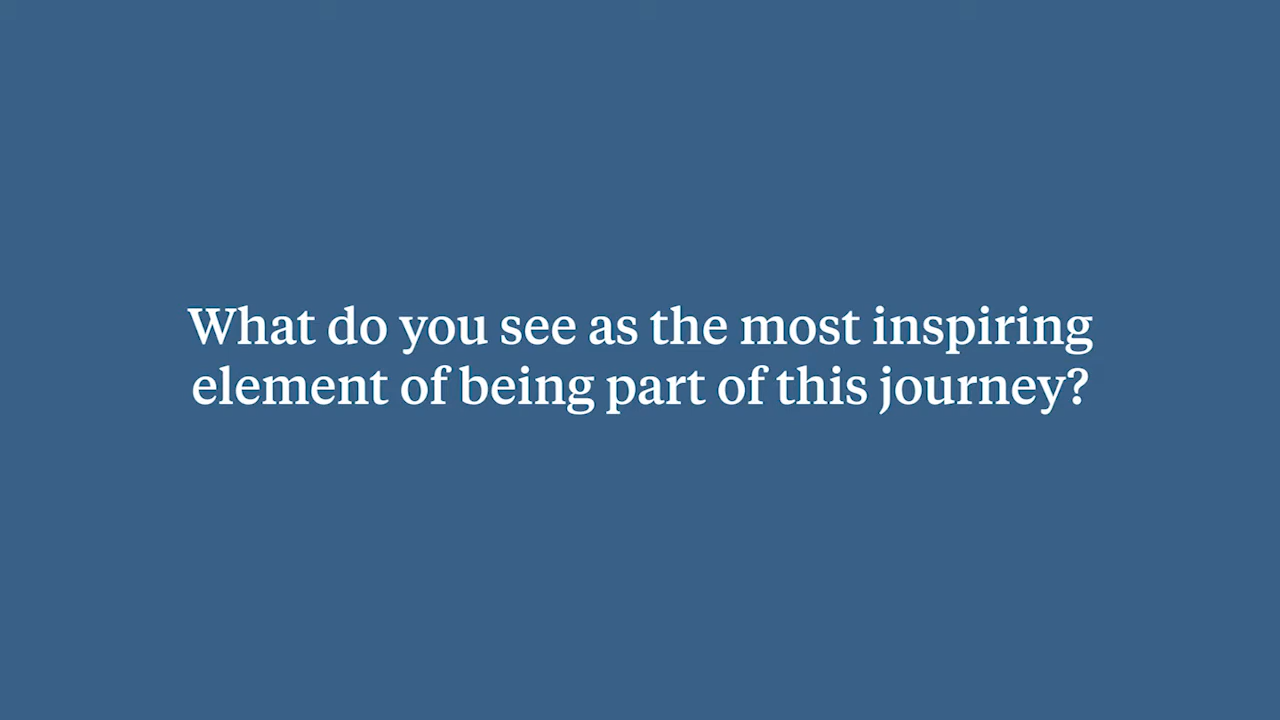 What do you see as the most inspiring
element of being part of this journey?